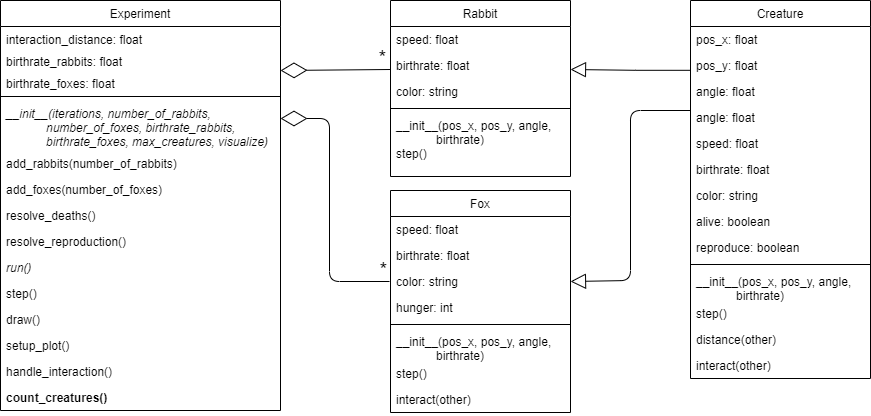 Experiment
interaction_distance: float
birthrate_rabbits: float
birthrate_foxes: float
__init__(iterations, number_of_rabbits,
number_of_foxes, birthrate_rabbits,
birthrate_foxes, max_creatures, visualize)
add_rabbits(number_of_rabbits)
add_foxes(number_of_foxes)
resolve_deaths()
resolve_reproduction()
run()
step()
draw()
setup_plot()
handle_interaction()
count_creatures()
*
*
Rabbit
speed: float
birthrate: float
color: string
__init__(pos_x, pos_y, angle,
birthrate)
step()
Fox
speed: float
birthrate: float
color: string
hunger: int
__init__(pos_x, pos_y, angle,
birthrate)
step()
interact(other)
Creature
pos_x: float
pos_y: float
angle: float
angle: float
speed: float
birthrate: float
color: string
alive: boolean
reproduce: boolean
__init__(pos_x, pos_y, angle,
birthrate)
step()
distance(other)
interact(other)